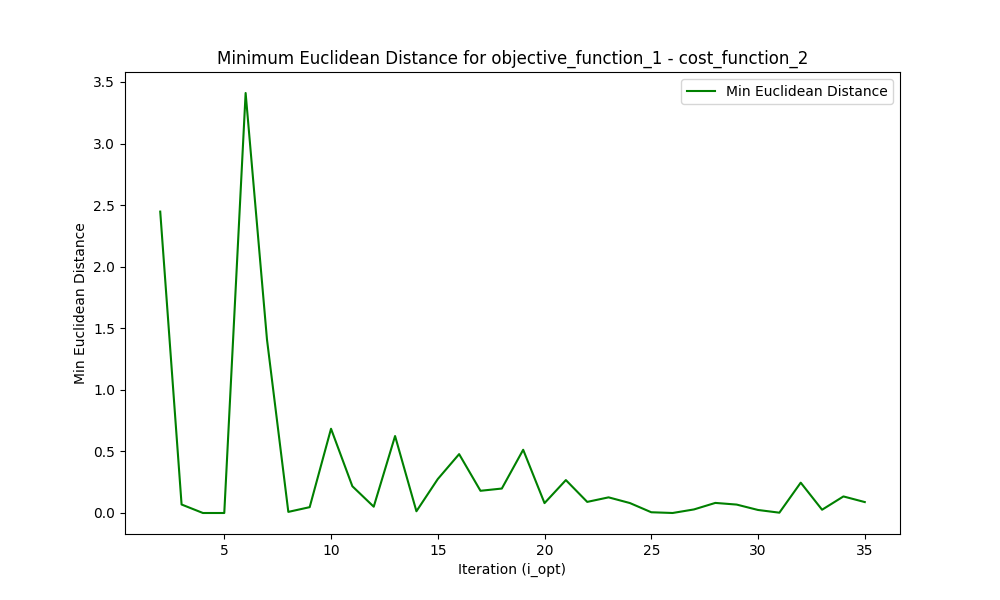 Minimum Euclidean Distance for objective_function_1 - cost_function_2
Min Euclidean Distance
3.5
3.0
2.5
2.0
1.5
1.0
0.5
0.0
Min Euclidean Distance
5 10 15 20 25 30 35
Iteration (i_opt)